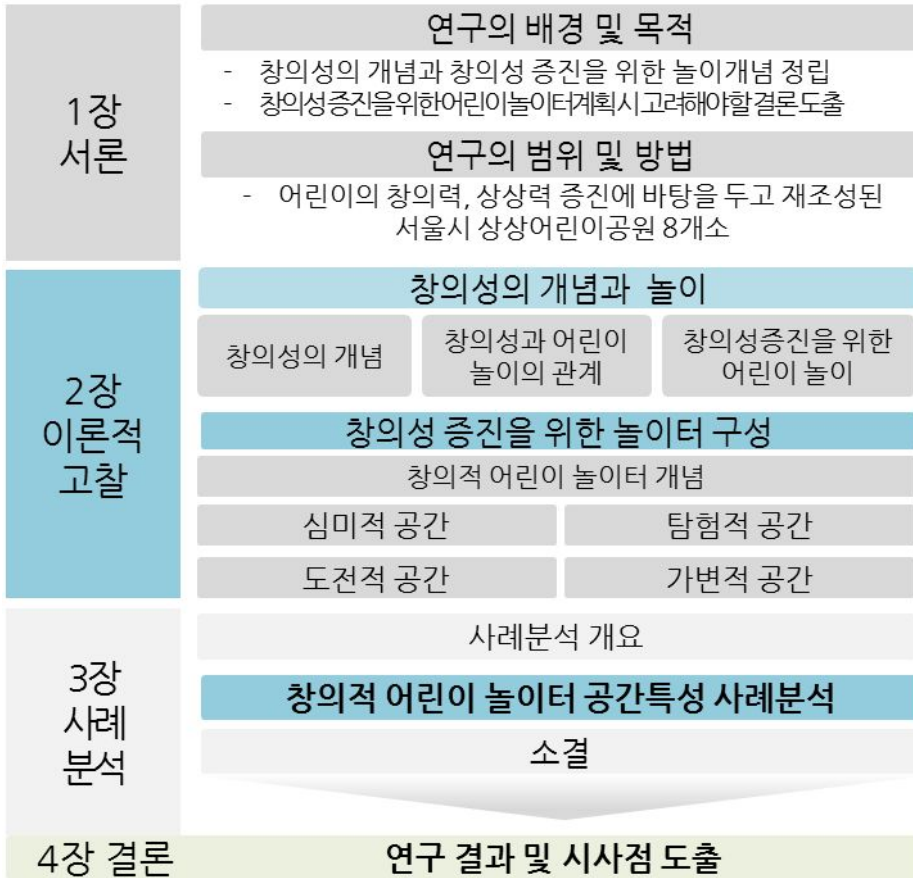 1장
서론
연구의 배경 및 목적
- 창의성의 개념과 창의성 증진을 위한 놀이개념 정립
- 창의성증진을위한어린이놀이터계획시고려해야할결론도출
연구의 범위 및 방법
- 어린이의 창의력, 상상력 증진에 바탕을 두고 재조성된
서울시 상상어린이공원 8개소
2장
이론적
고찰
창의성의 개념과 놀이
창의성의 개념
창의성과 어린이
놀이의 관계
창의성증진을 위한
어린이 놀이
창의성 증진을 위한 놀이터 구성
창의적 어린이 놀이터 개념
심미적 공간
탐험적 공간
도전적 공간
가변적 공간
3장
사례
분석
사례분석 개요
창의적 어린이 놀이터 공간특성 사례분석
소결
4장 결론
연구 결과 및 시사점 도출